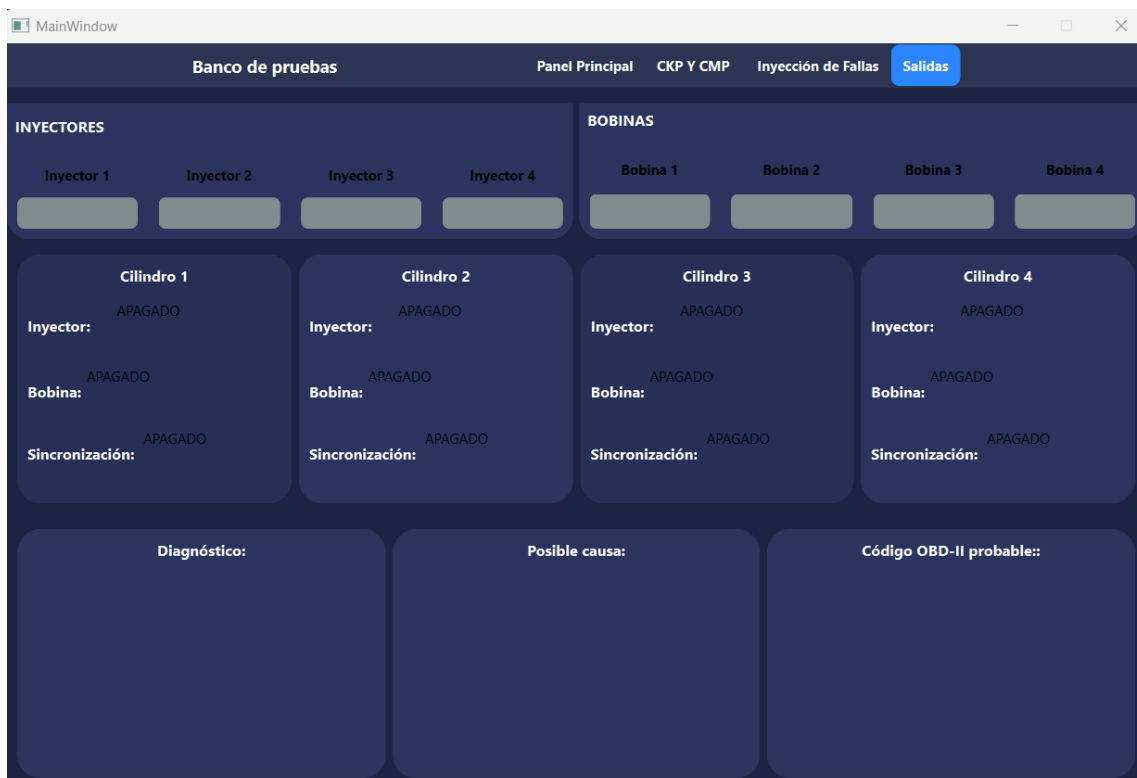 MainWindow
Banco de pruebas
Panel Principal
CKP Y CMP
Inyección de Fallas
Salidas
INYECTORES
Inyector 1
Inyector 2
Inyector 3
Inyector 4
BOBINAS
Bobina 1
Bobina 2
Bobina 3
Bobina 4
Cilindro 1
APAGADO
Inyector:
APAGADO
Bobina:
APAGADO
Sincronización:
Cilindro 2
APAGADO
Inyector:
APAGADO
Bobina:
APAGADO
Sincronización:
Cilindro 3
APAGADO
Inyector:
APAGADO
Bobina:
APAGADO
Sincronización:
Cilindro 4
APAGADO
Inyector:
APAGADO
Bobina:
APAGADO
Sincronización:
Diagnóstico:
Posible causa:
Código OBD-II probable::